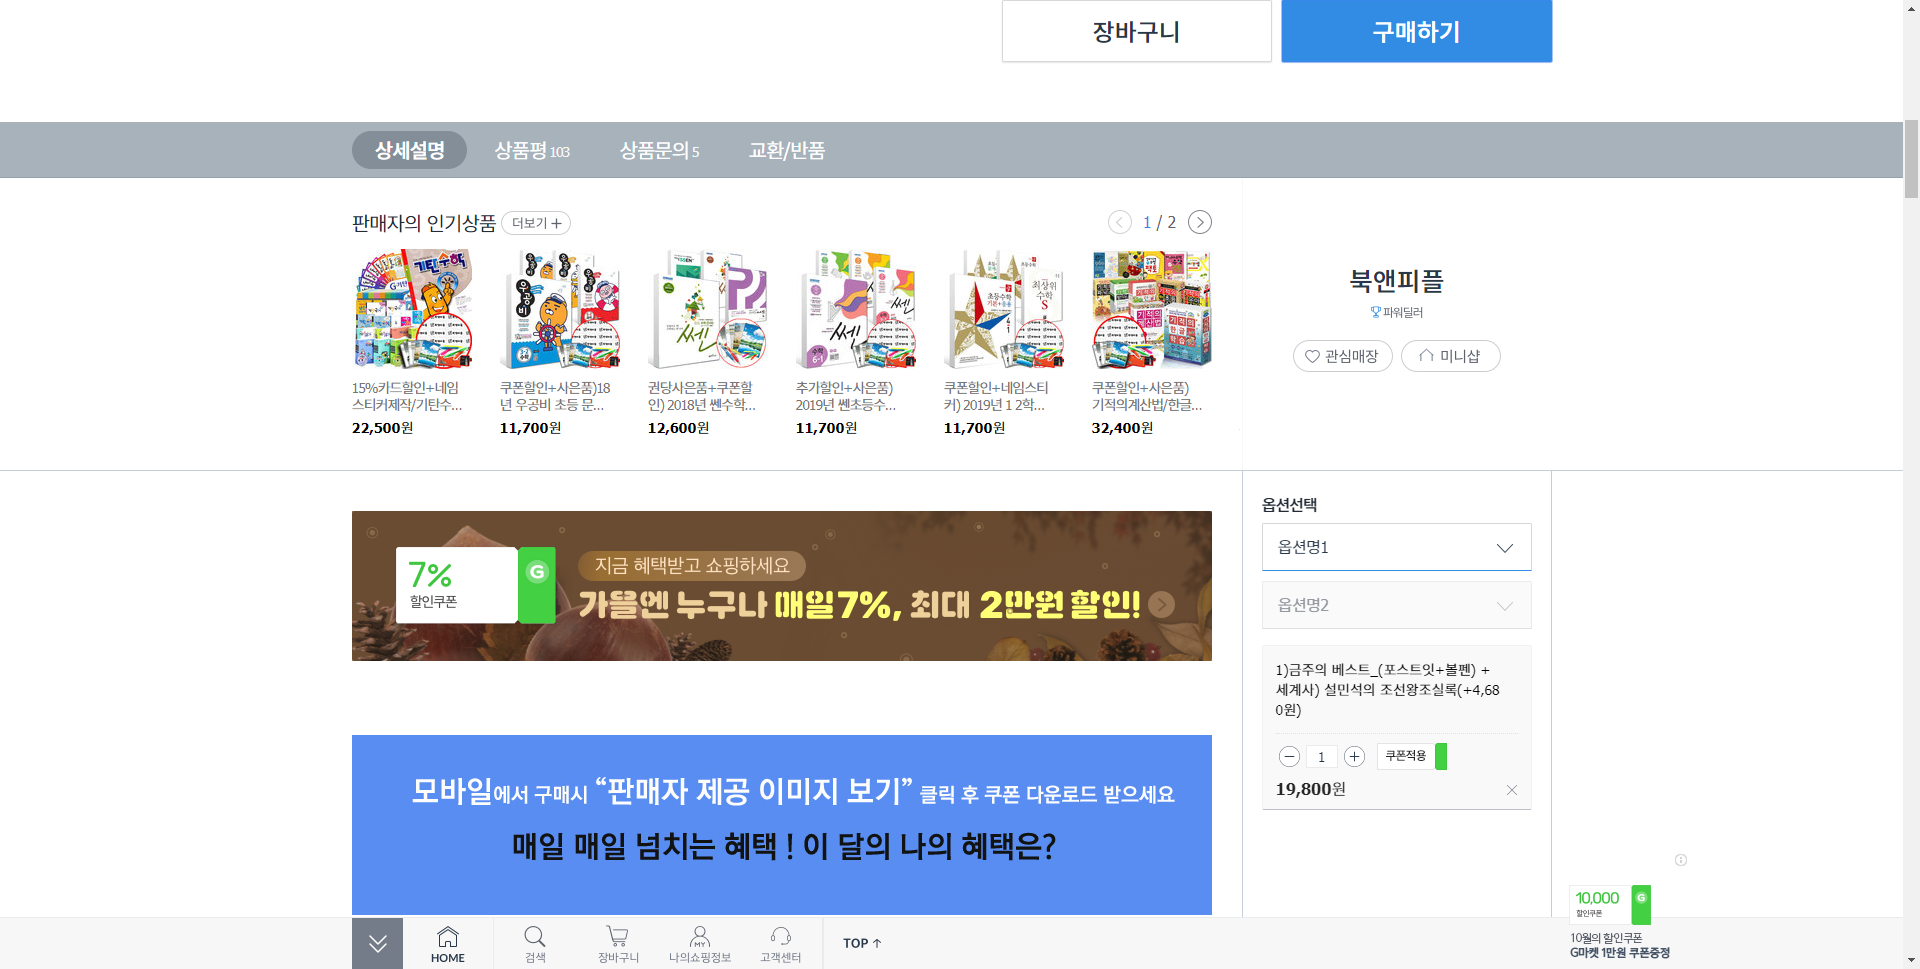 장바구니
구매하기
상세설명
상품평 103
상품문의 5
교환/반품
판매자의 인기상품
더보기 +
1 / 2
15%카드할인+네임
스티커제작/기탄수...
22,500원
쿠폰할인+사은품)18
년 우공비 초등 문...
11,700원
권당사은품+쿠폰할
인) 2018년 쎈수학...
12,600원
추가할인+사은품)
2019년 쎈초등수...
11,700원
쿠폰할인+네임스티
커) 2019년 1 2학...
11,700원
쿠폰할인+사은품)
기적의계산법/한글...
32,400원
북앤피플
파워딜러
관심매장
미니샵
7%
할인쿠폰
G
지금 혜택받고 쇼핑하세요
가을엔 누구나 매일 7%, 최대 2만원 할인!
옵션선택
옵션명1
옵션명2
1)금주의 베스트_(포스트잇+볼펜) +
세계사) 설민석의 조선왕조실록(+4,68
0원)
1
쿠폰적용
19,800원
모바일에서 구매시 “판매자 제공 이미지 보기” 클릭 후 쿠폰 다운로드 받으세요
매일 매일 넘치는 혜택 ! 이 달의 나의 혜택은?
10,000
할인쿠폰
G
10월의 할인쿠폰
G마켓 1만원 쿠폰증정
HOME
검색
장바구니
MY
나의쇼핑정보
고객센터
TOP ↑